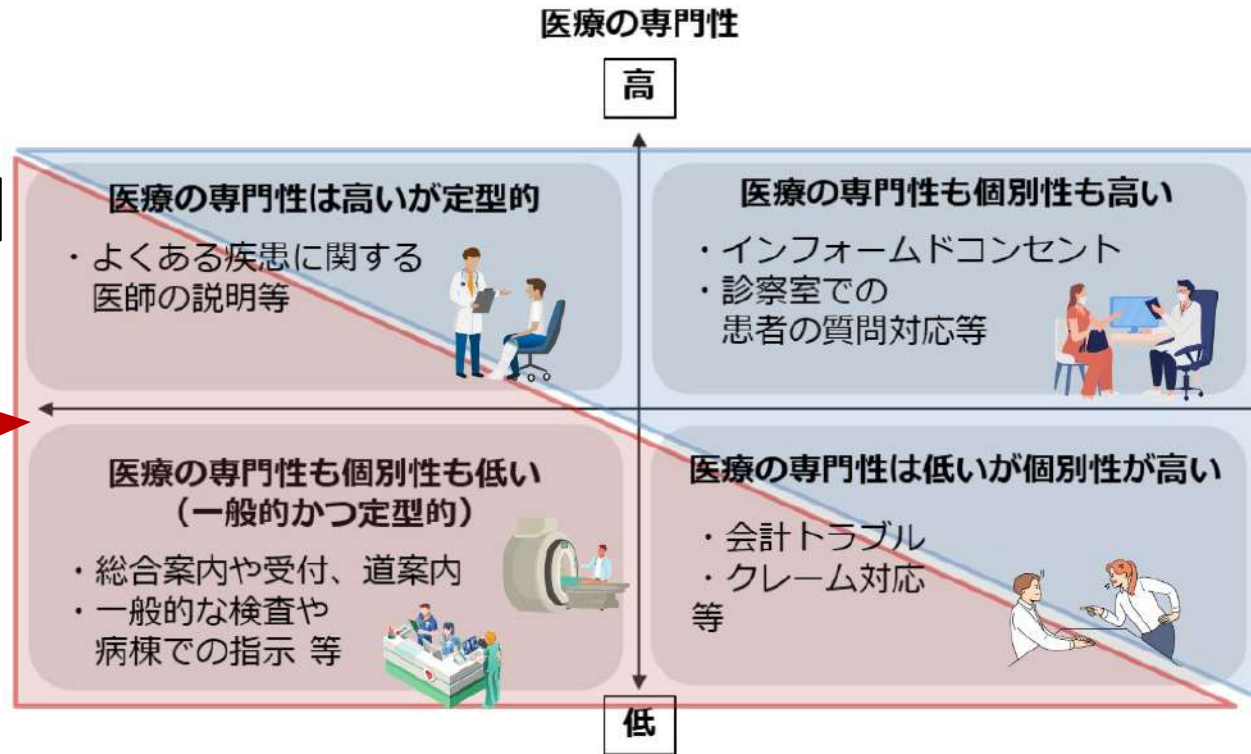 医療の専門性
高
医療の専門性は高いが定型的
・よくある疾患に関する
医師の説明等
医療の専門性も個別性も高い
・インフォームドコンセント
・診察室での
患者の質問対応等
医療の専門性も個別性も低い
（一般的かつ定型的）
・総合案内や受付、道案内
・一般的な検査や
病棟での指示 等
医療の専門性は低いが個別性が高い
・会計トラブル
・クレーム対応
等
低